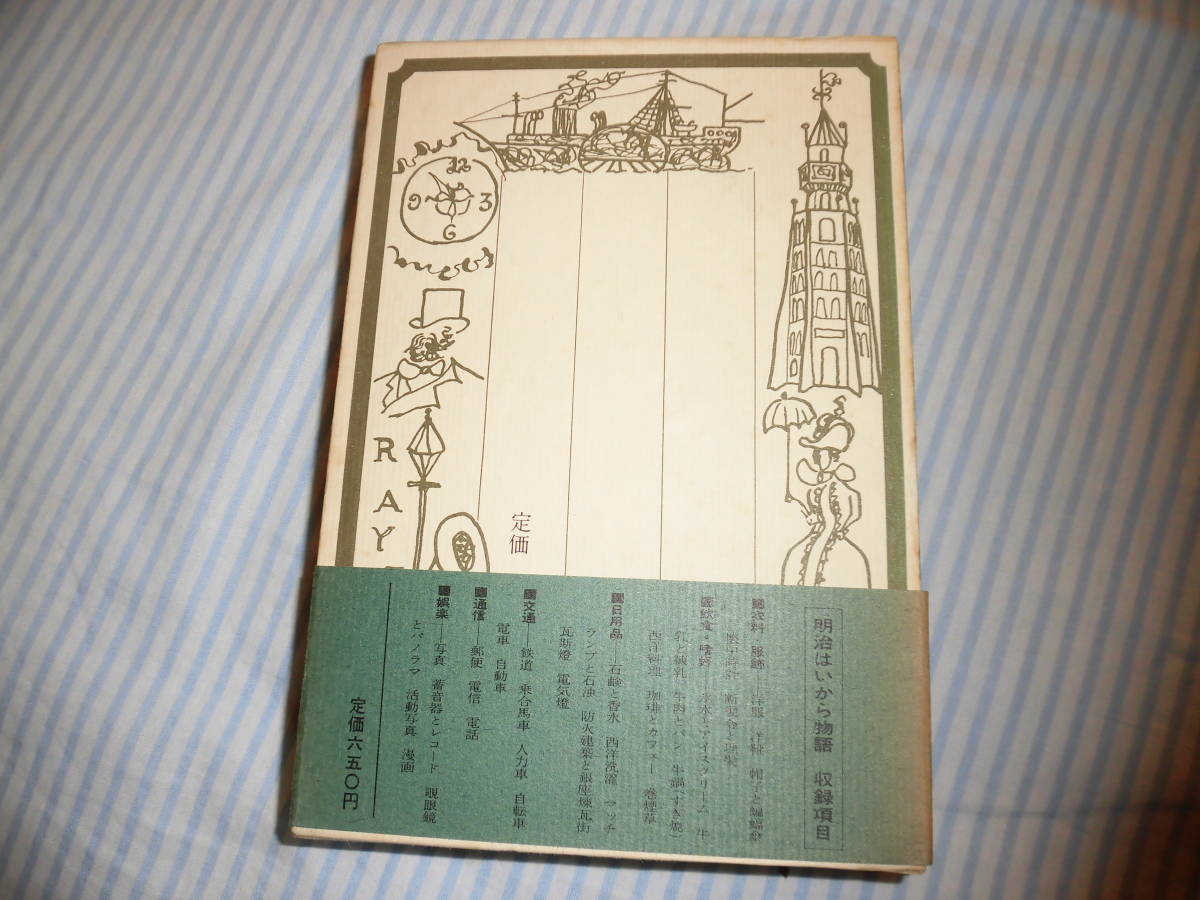 12
9 3
6
R
A
Y
定価
明治はいから物語 収録項目
衣料・服飾──洋服 洋靴 帽子と蝙蝠傘
懐中時計 断髪令と理髪
飲食・嗜好──氷水とアイスクリーム 牛
乳と練乳 牛肉とパン 牛鍋(すき焼)
西洋料理 珈琲とカフェー 巻煙草
日用品──石鹸と香水 西洋洗濯 マッチ
ランプと石油 防火建築と銀座煉瓦街
瓦斯燈 電気燈
交通──鉄道 乗合馬車 人力車 自転車
電車 自動車
通信──郵便 電信 電話
娯楽──写真 蓄音器とレコード 覗眼鏡
とパノラマ 活動写真 漫画
定価六五〇円